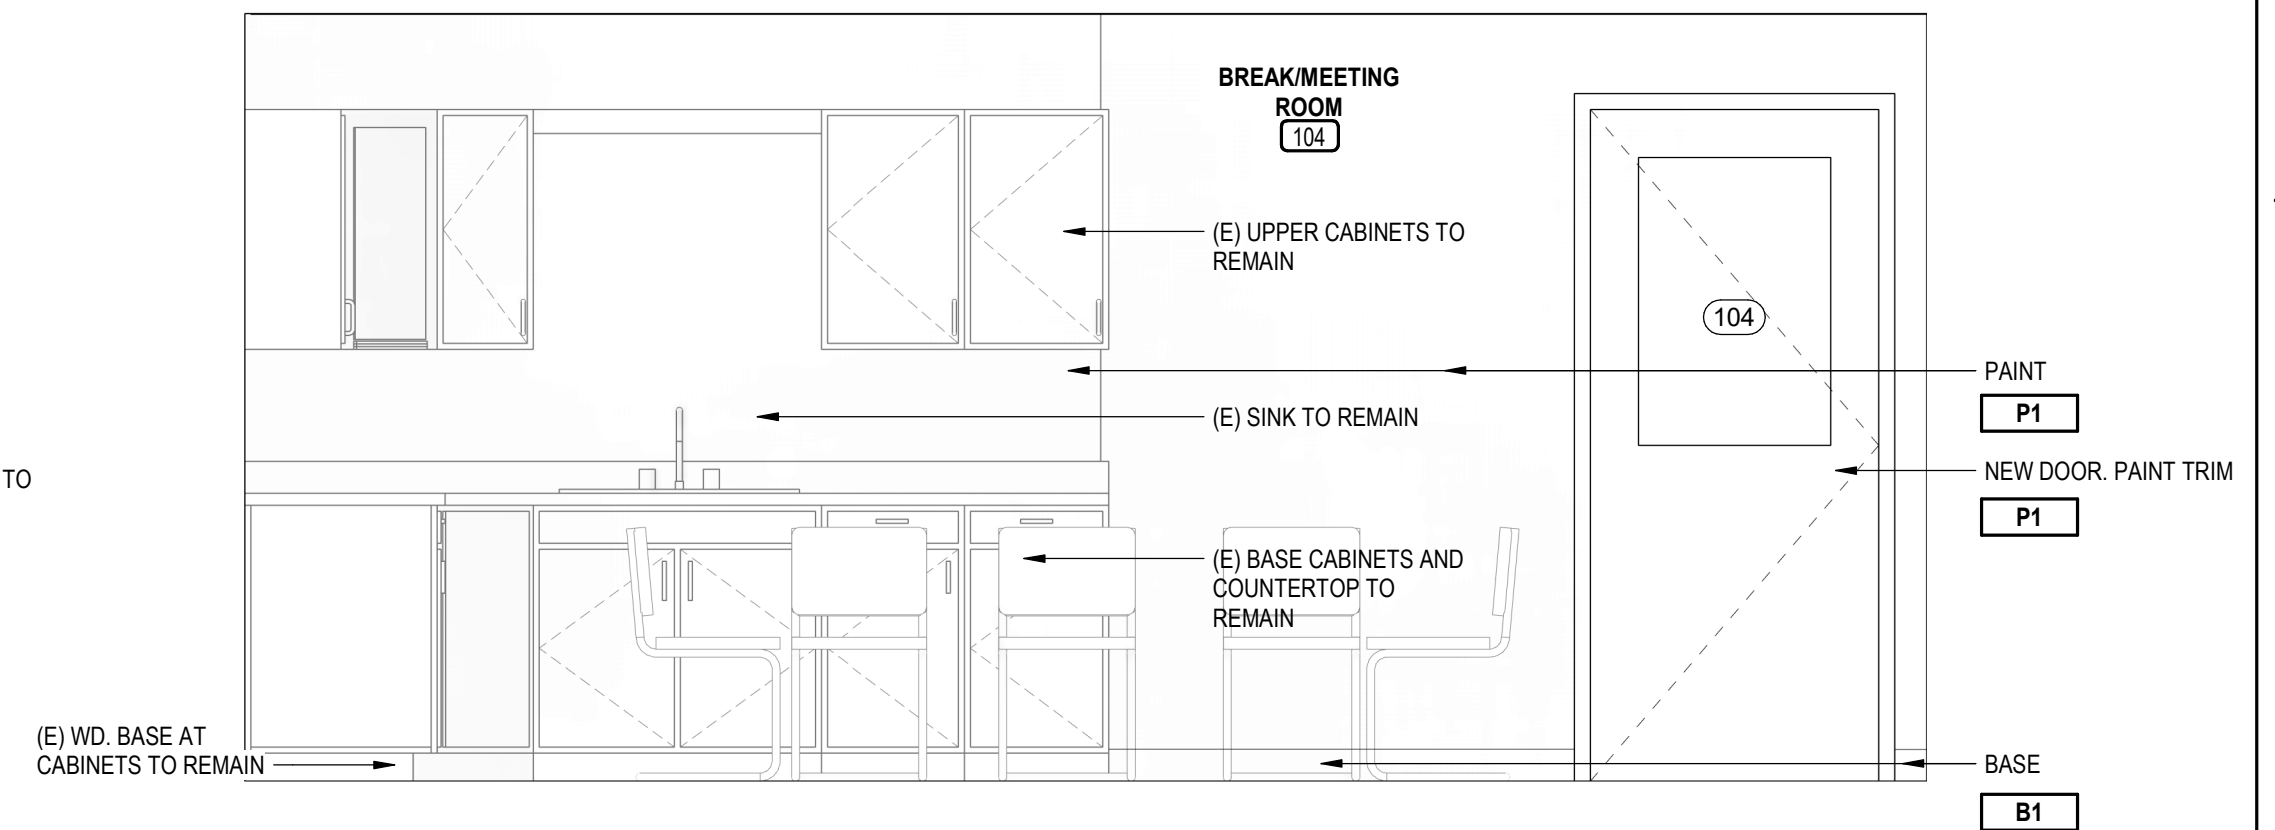 BREAK/MEETING
ROOM
104
(E) UPPER CABINETS TO
REMAIN
104
PAINT
P1
(E) SINK TO REMAIN
TO
NEW DOOR. PAINT TRIM
P1
(E) BASE CABINETS AND
COUNTERTOP TO
REMAIN
(E) WD. BASE AT
CABINETS TO REMAIN
BASE
B1